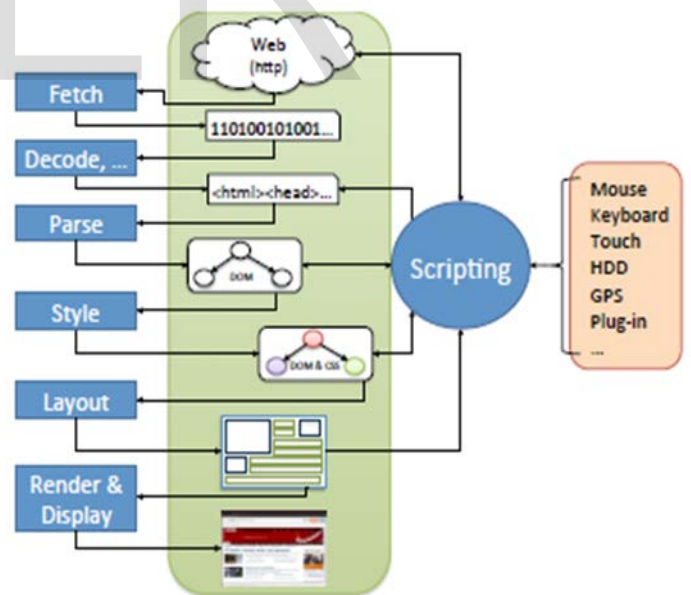 Web
(http)
Fetch
110100101001...
Decode, ...
<html><head>...
Parse
DOM
Style
DOM & CSS
Layout
Render &
Display
Scripting
Mouse
Keyboard
Touch
HDD
GPS
Plug-in
...